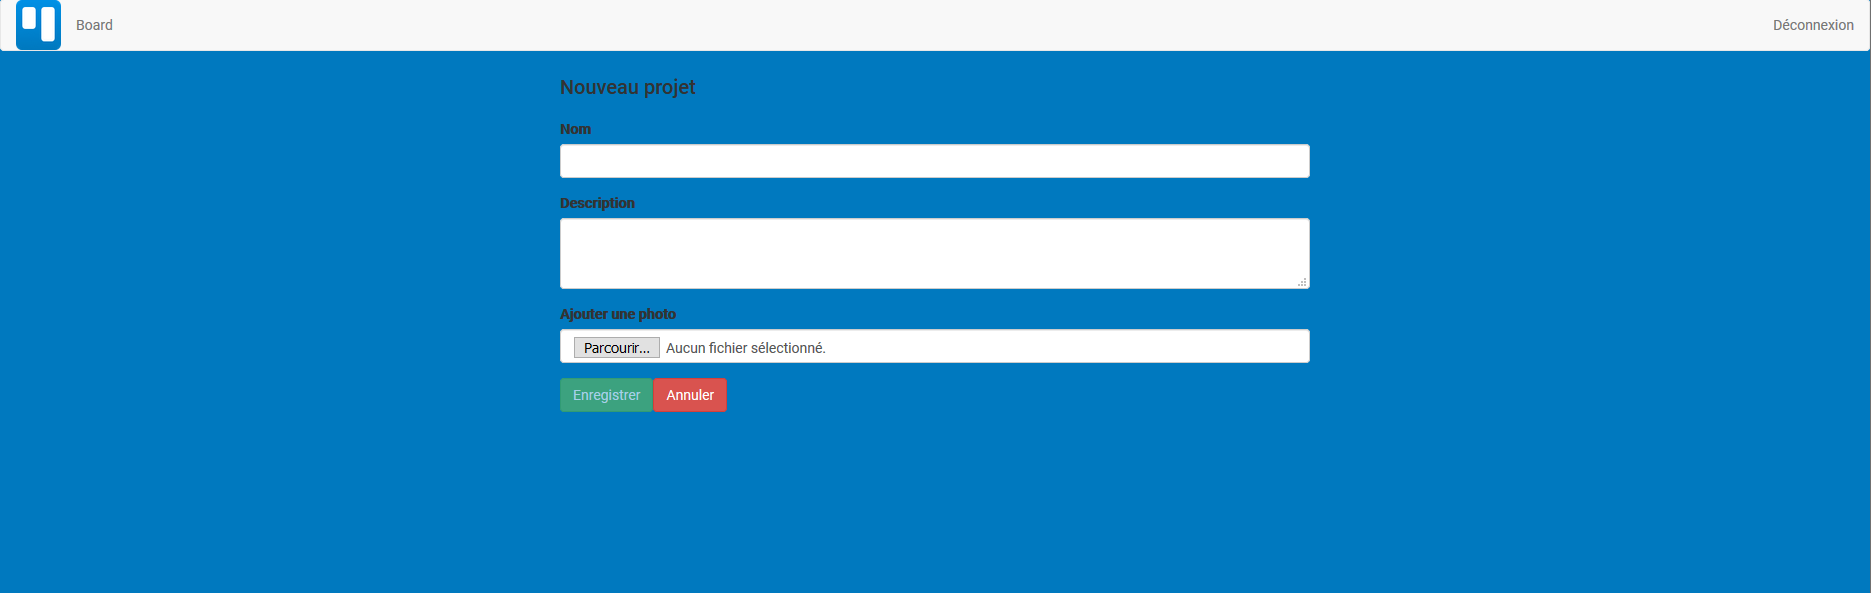 Board
Déconnexion
Nouveau projet
Nom
Description
Ajouter une photo
Parcourir... Aucun fichier sélectionné.
Enregistrer Annuler